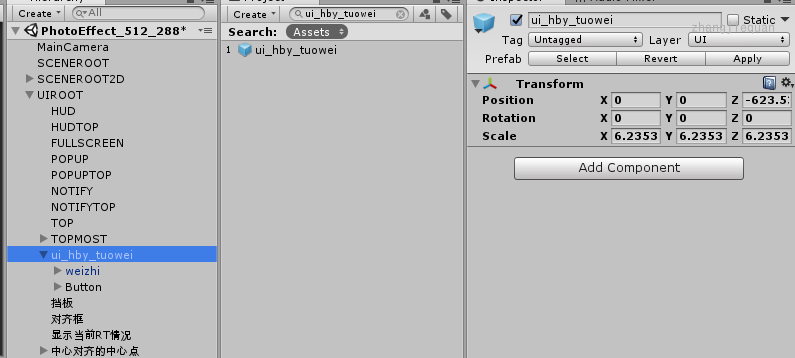 Create All
PhotoEffect_512_288*
MainCamera
SCENEROOT
SCENEROOT2D
UIROOT
HUD
HUDTOP
FULLSCREEN
POPUP
POPUPTOP
NOTIFY
NOTIFYTOP
TOP
TOPMOST
ui_hby_tuowei
weizhi
Button
挡板
对齐框
显示当前RT情况
中心对齐的中心点
Create ui_hby_tuowei
Search: Assets
1 ui_hby_tuowei
ui_hby_tuowei Static
Tag Untagged Layer UI
Prefab Select Revert Apply
Transform
Position X 0 Y 0 Z -623.5
Rotation X 0 Y 0 Z 0
Scale X 6.2353 Y 6.2353 Z 6.2353
Add Component